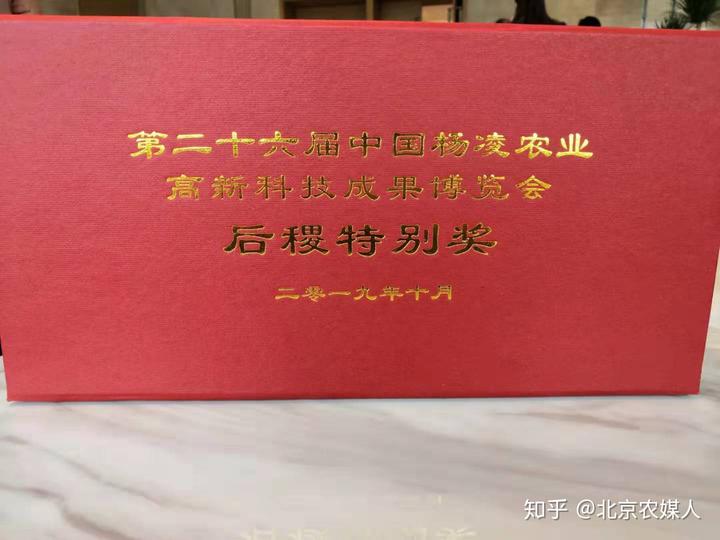 第二十六届中国杨凌农业
高新科技成果博览会
后稷特别奖
二零一九年十月
知乎 @北京农媒人